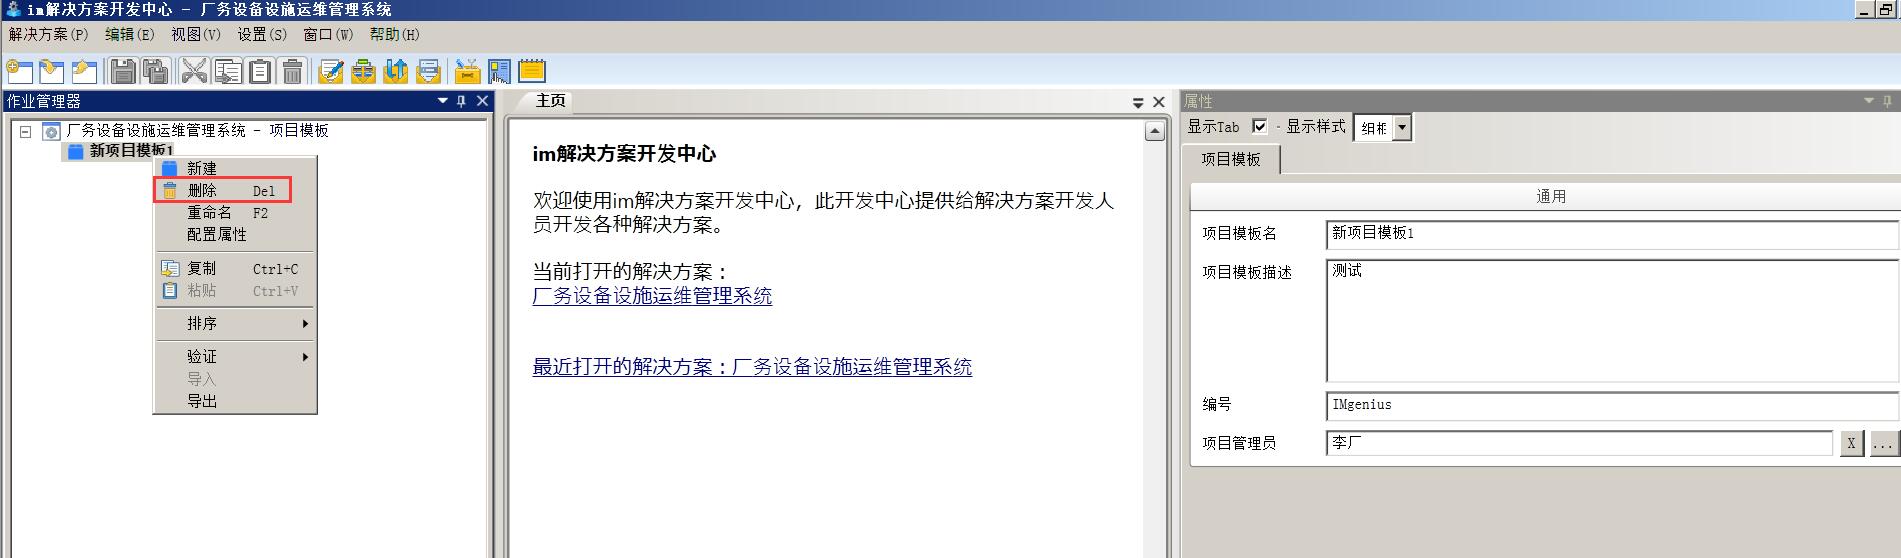 im解决方案开发中心 - 厂务设备设施运维管理系统
解决方案(P) 编辑(E) 视图(V) 设置(S) 窗口(W) 帮助(H)
作业管理器
厂务设备设施运维管理系统 - 项目模板
新项目模板1
新建
删除 Del
重命名 F2
配置属性
复制 Ctrl+C
粘贴 Ctrl+V
排序
验证
导入
导出
主页
im解决方案开发中心
欢迎使用im解决方案开发中心，此开发中心提供给解决方案开发人
员开发各种解决方案。
当前打开的解决方案：
厂务设备设施运维管理系统
最近打开的解决方案：厂务设备设施运维管理系统
属性
显示Tab - 显示样式 细
项目模板
通用
项目模板名 新项目模板1
项目模板描述 测试
编号 IMgenius
项目管理员 李厂 X ...